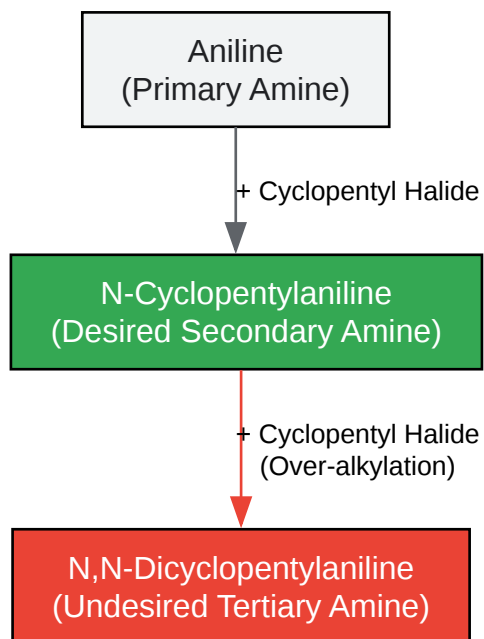 Aniline
(Primary Amine)
+ Cyclopentyl Halide
N-Cyclopentylaniline
(Desired Secondary Amine)
+ Cyclopentyl Halide
(Over-alkylation)
N,N-Dicyclopentylaniline
(Undesired Tertiary Amine)